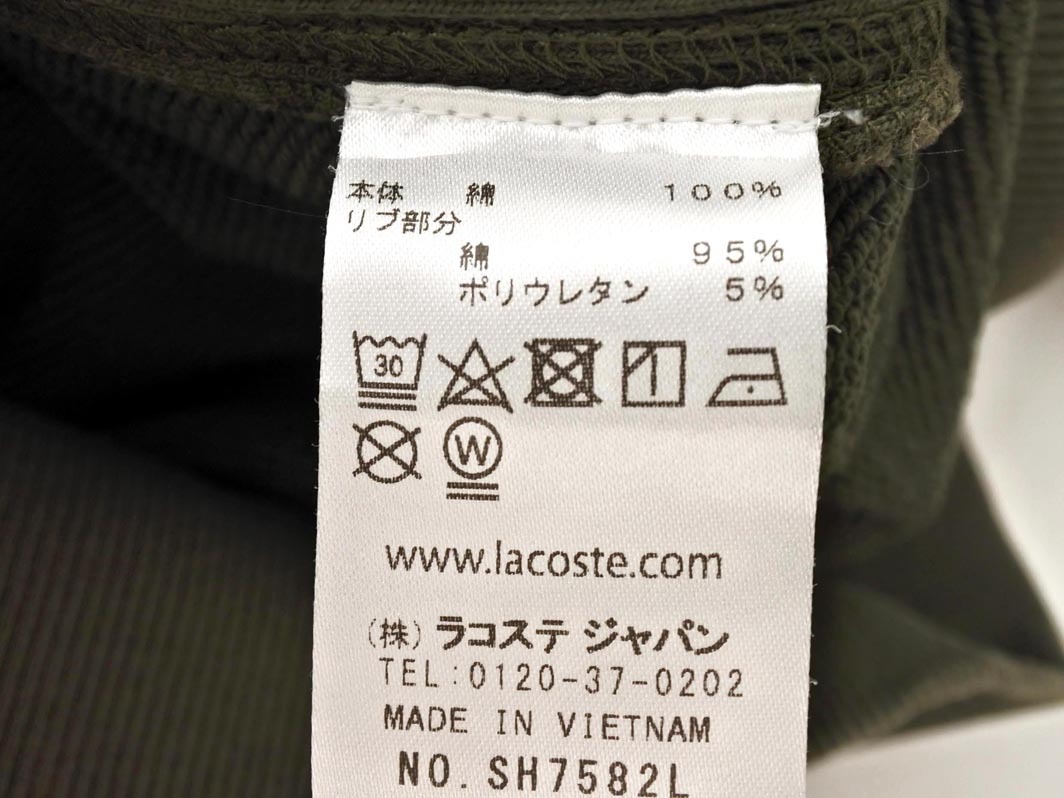 本体 綿 100%
リブ部分
綿 95%
ポリウレタン 5%
30
W
www.lacoste.com
(株) ラコステ ジャパン
TEL:0120-37-0202
MADE IN VIETNAM
NO. SH7582L